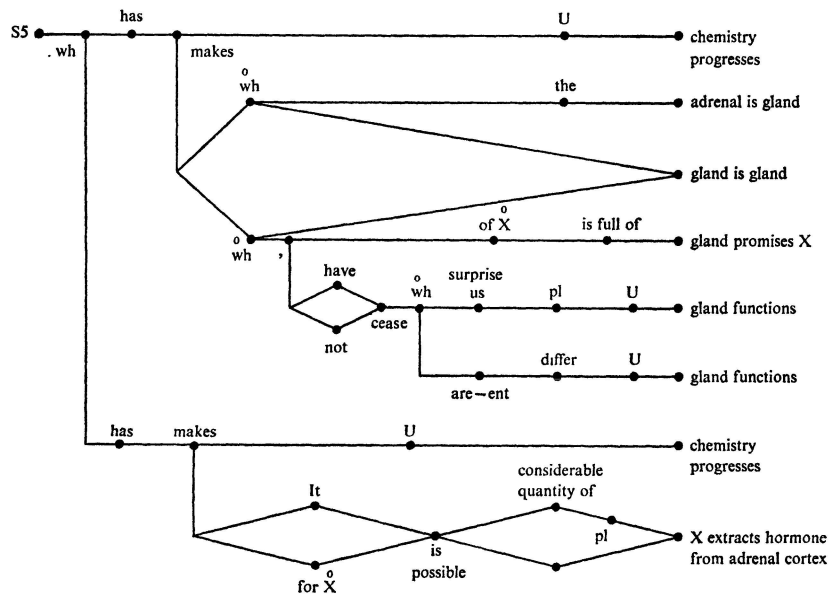 has U
S5 chemistry
. wh makes progresses
o
wh the
adrenal is gland
gland is gland
o
o of X is full of
wh , gland promises X
have o surprise
wh us pl U
gland functions
cease
not
differ U
gland functions
are–ent
has makes U
chemistry
progresses
considerable
It quantity of
pl X extracts hormone
is from adrenal cortex
o possible
for X